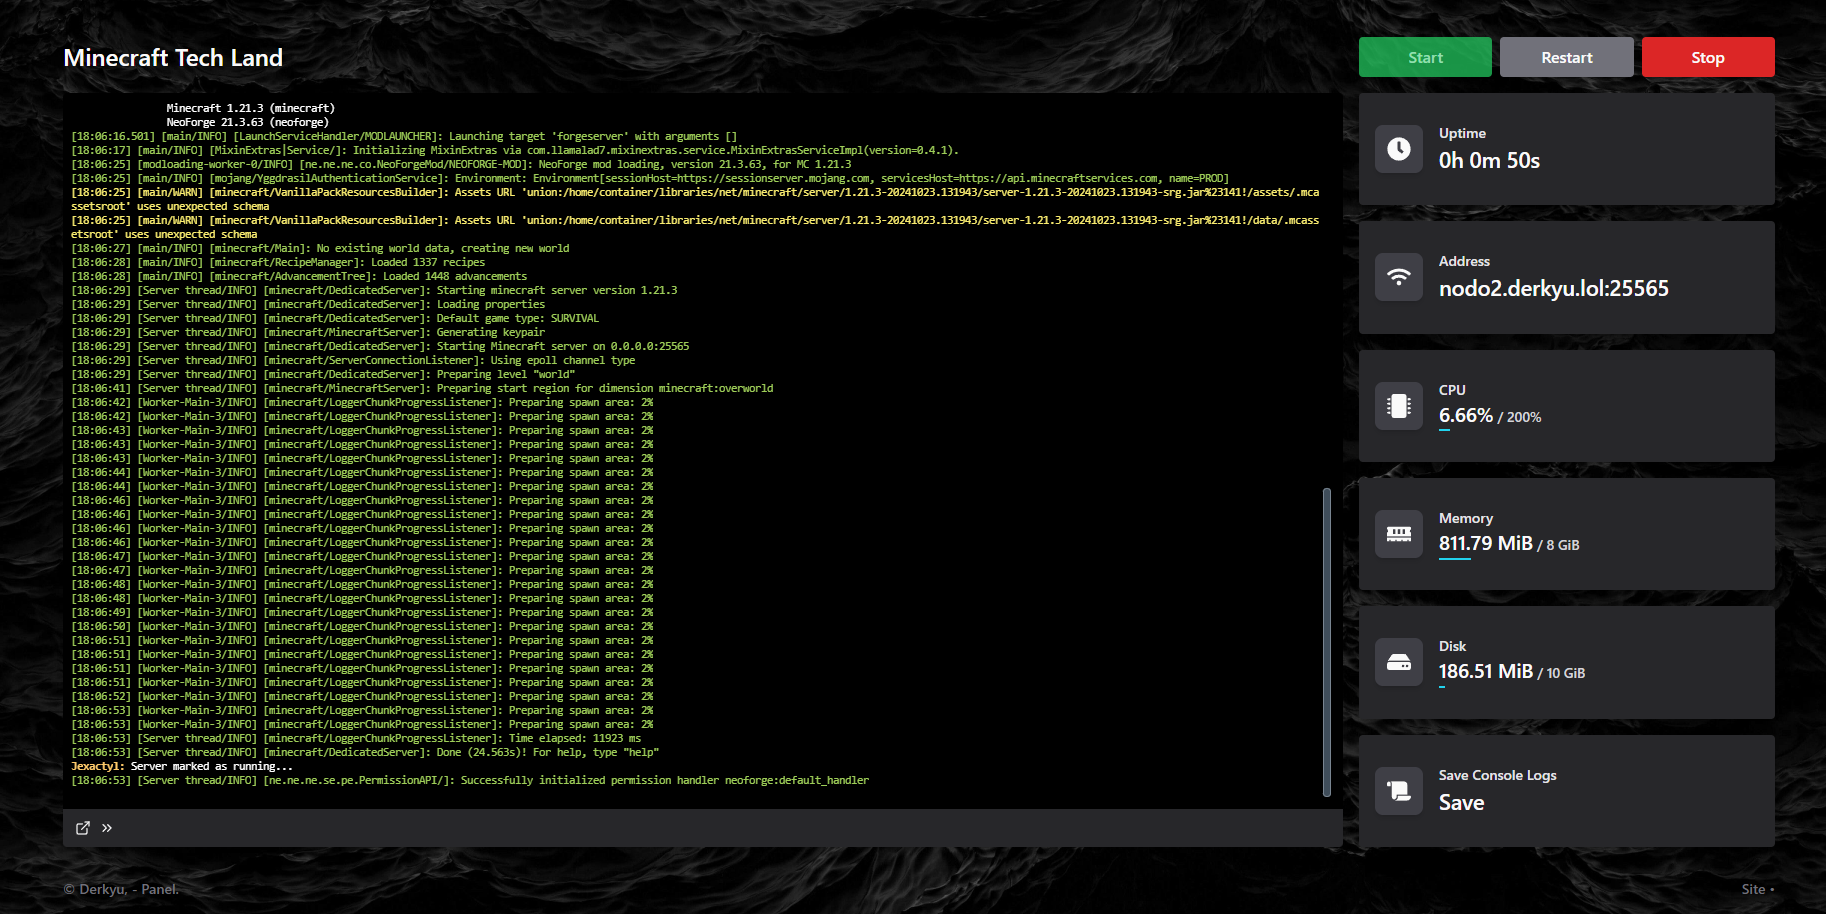 Minecraft Tech Land
Start
Restart
Stop
Minecraft 1.21.3 (minecraft)
NeoForge 21.3.63 (neoforge)
[18:06:16.501] [main/INFO] [LaunchServiceHandler/MODLAUNCHER]: Launching target 'forgeserver' with arguments []
[18:06:17] [main/INFO] [MixinExtras|Service/]: Initializing MixinExtras via com.llamalad7.mixinextras.service.MixinExtrasServiceImpl(version=0.4.1).
[18:06:25] [modloading-worker-0/INFO] [ne.ne.ne.co.NeoForgeMod/NEOFORGE-MOD]: NeoForge mod loading, version 21.3.63, for MC 1.21.3
[18:06:25] [main/INFO] [mojang/YggdrasilAuthenticationService]: Environment: Environment[sessionHost=https://sessionserver.mojang.com, servicesHost=https://api.minecraftservices.com, name=PROD]
[18:06:25] [main/WARN] [minecraft/VanillaPackResourcesBuilder]: Assets URL 'union:/home/container/libraries/net/minecraft/server/1.21.3-20241023.131943/server-1.21.3-20241023.131943-srg.jar%23141!/assets/.mca
ssetsroot' uses unexpected schema
[18:06:25] [main/WARN] [minecraft/VanillaPackResourcesBuilder]: Assets URL 'union:/home/container/libraries/net/minecraft/server/1.21.3-20241023.131943/server-1.21.3-20241023.131943-srg.jar%23141!/data/.mcass
etsroot' uses unexpected schema
[18:06:27] [main/INFO] [minecraft/Main]: No existing world data, creating new world
[18:06:28] [main/INFO] [minecraft/RecipeManager]: Loaded 1337 recipes
[18:06:28] [main/INFO] [minecraft/AdvancementTree]: Loaded 1448 advancements
[18:06:29] [Server thread/INFO] [minecraft/DedicatedServer]: Starting minecraft server version 1.21.3
[18:06:29] [Server thread/INFO] [minecraft/DedicatedServer]: Loading properties
[18:06:29] [Server thread/INFO] [minecraft/DedicatedServer]: Default game type: SURVIVAL
[18:06:29] [Server thread/INFO] [minecraft/MinecraftServer]: Generating keypair
[18:06:29] [Server thread/INFO] [minecraft/DedicatedServer]: Starting Minecraft server on 0.0.0.0:25565
[18:06:29] [Server thread/INFO] [minecraft/ServerConnectionListener]: Using epoll channel type
[18:06:29] [Server thread/INFO] [minecraft/DedicatedServer]: Preparing level "world"
[18:06:41] [Server thread/INFO] [minecraft/MinecraftServer]: Preparing start region for dimension minecraft:overworld
[18:06:42] [Worker-Main-3/INFO] [minecraft/LoggerChunkProgressListener]: Preparing spawn area: 2%
[18:06:42] [Worker-Main-3/INFO] [minecraft/LoggerChunkProgressListener]: Preparing spawn area: 2%
[18:06:43] [Worker-Main-3/INFO] [minecraft/LoggerChunkProgressListener]: Preparing spawn area: 2%
[18:06:43] [Worker-Main-3/INFO] [minecraft/LoggerChunkProgressListener]: Preparing spawn area: 2%
[18:06:43] [Worker-Main-3/INFO] [minecraft/LoggerChunkProgressListener]: Preparing spawn area: 2%
[18:06:44] [Worker-Main-3/INFO] [minecraft/LoggerChunkProgressListener]: Preparing spawn area: 2%
[18:06:44] [Worker-Main-3/INFO] [minecraft/LoggerChunkProgressListener]: Preparing spawn area: 2%
[18:06:46] [Worker-Main-3/INFO] [minecraft/LoggerChunkProgressListener]: Preparing spawn area: 2%
[18:06:46] [Worker-Main-3/INFO] [minecraft/LoggerChunkProgressListener]: Preparing spawn area: 2%
[18:06:46] [Worker-Main-3/INFO] [minecraft/LoggerChunkProgressListener]: Preparing spawn area: 2%
[18:06:46] [Worker-Main-3/INFO] [minecraft/LoggerChunkProgressListener]: Preparing spawn area: 2%
[18:06:47] [Worker-Main-3/INFO] [minecraft/LoggerChunkProgressListener]: Preparing spawn area: 2%
[18:06:47] [Worker-Main-3/INFO] [minecraft/LoggerChunkProgressListener]: Preparing spawn area: 2%
[18:06:48] [Worker-Main-3/INFO] [minecraft/LoggerChunkProgressListener]: Preparing spawn area: 2%
[18:06:48] [Worker-Main-3/INFO] [minecraft/LoggerChunkProgressListener]: Preparing spawn area: 2%
[18:06:49] [Worker-Main-3/INFO] [minecraft/LoggerChunkProgressListener]: Preparing spawn area: 2%
[18:06:50] [Worker-Main-3/INFO] [minecraft/LoggerChunkProgressListener]: Preparing spawn area: 2%
[18:06:51] [Worker-Main-3/INFO] [minecraft/LoggerChunkProgressListener]: Preparing spawn area: 2%
[18:06:51] [Worker-Main-3/INFO] [minecraft/LoggerChunkProgressListener]: Preparing spawn area: 2%
[18:06:51] [Worker-Main-3/INFO] [minecraft/LoggerChunkProgressListener]: Preparing spawn area: 2%
[18:06:51] [Worker-Main-3/INFO] [minecraft/LoggerChunkProgressListener]: Preparing spawn area: 2%
[18:06:52] [Worker-Main-3/INFO] [minecraft/LoggerChunkProgressListener]: Preparing spawn area: 2%
[18:06:53] [Worker-Main-3/INFO] [minecraft/LoggerChunkProgressListener]: Preparing spawn area: 2%
[18:06:53] [Worker-Main-3/INFO] [minecraft/LoggerChunkProgressListener]: Preparing spawn area: 2%
[18:06:53] [Worker-Main-3/INFO] [minecraft/LoggerChunkProgressListener]: Time elapsed: 11923 ms
[18:06:53] [Server thread/INFO] [minecraft/DedicatedServer]: Done (24.563s)! For help, type "help"
Jexactyl: Server marked as running...
[18:06:53] [Server thread/INFO] [ne.ne.ne.se.pe.PermissionAPI/]: Successfully initialized permission handler neoforge:default_handler
Uptime
0h 0m 50s
Address
nodo2.derkyu.lol:25565
CPU
6.66% / 200%
Memory
811.79 MiB / 8 GiB
Disk
186.51 MiB / 10 GiB
Save Console Logs
Save
© Derkyu, - Panel.
Site •